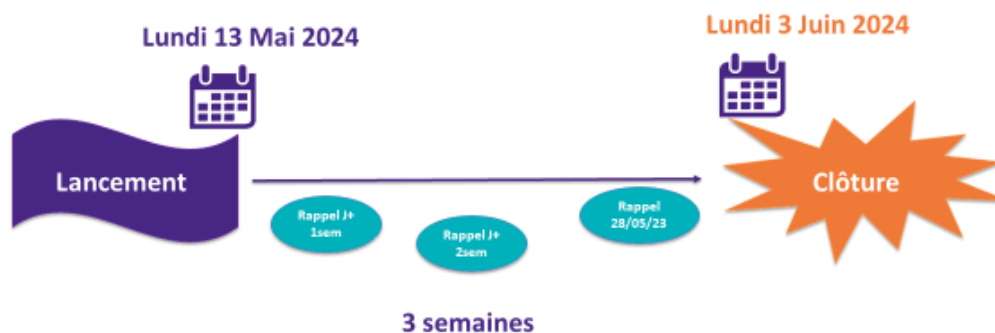 Lundi 13 Mai 2024
Lundi 3 Juin 2024
Lancement
Clôture
Rappel J+
1sem
Rappel J+
2sem
Rappel
28/05/23
3 semaines